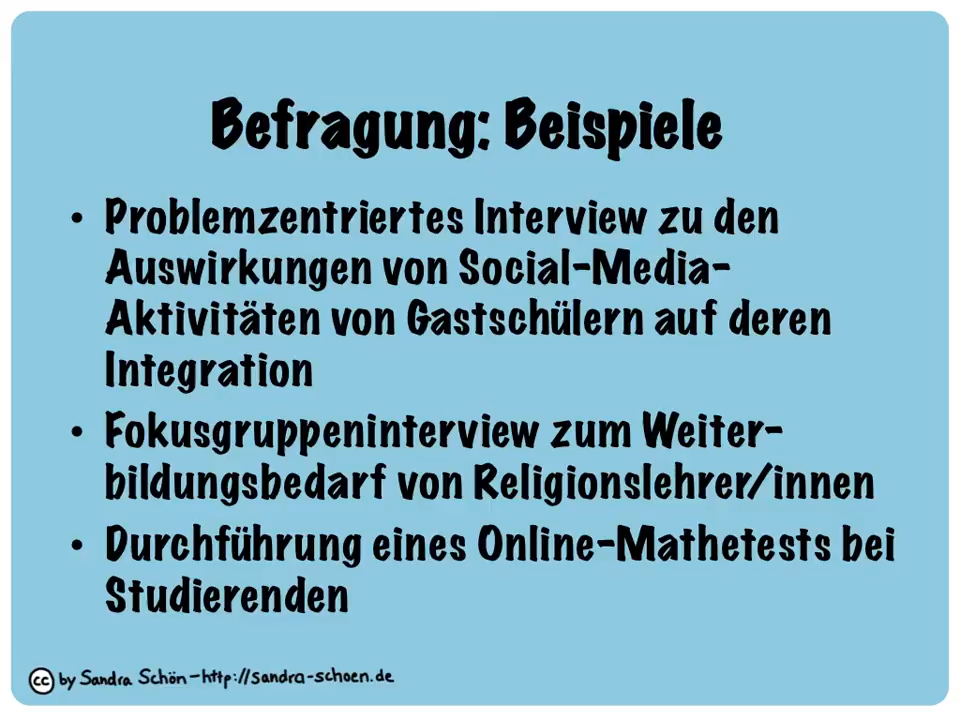 Befragung: Beispiele
• Problemzentriertes Interview zu den
Auswirkungen von Social-Media-
Aktivitäten von Gastschülern auf deren
Integration
• Fokusgruppeninterview zum Weiter-
bildungsbedarf von Religionslehrer/innen
• Durchführung eines Online-Mathetests bei
Studierenden
cc by Sandra Schön – http://sandra-schoen.de